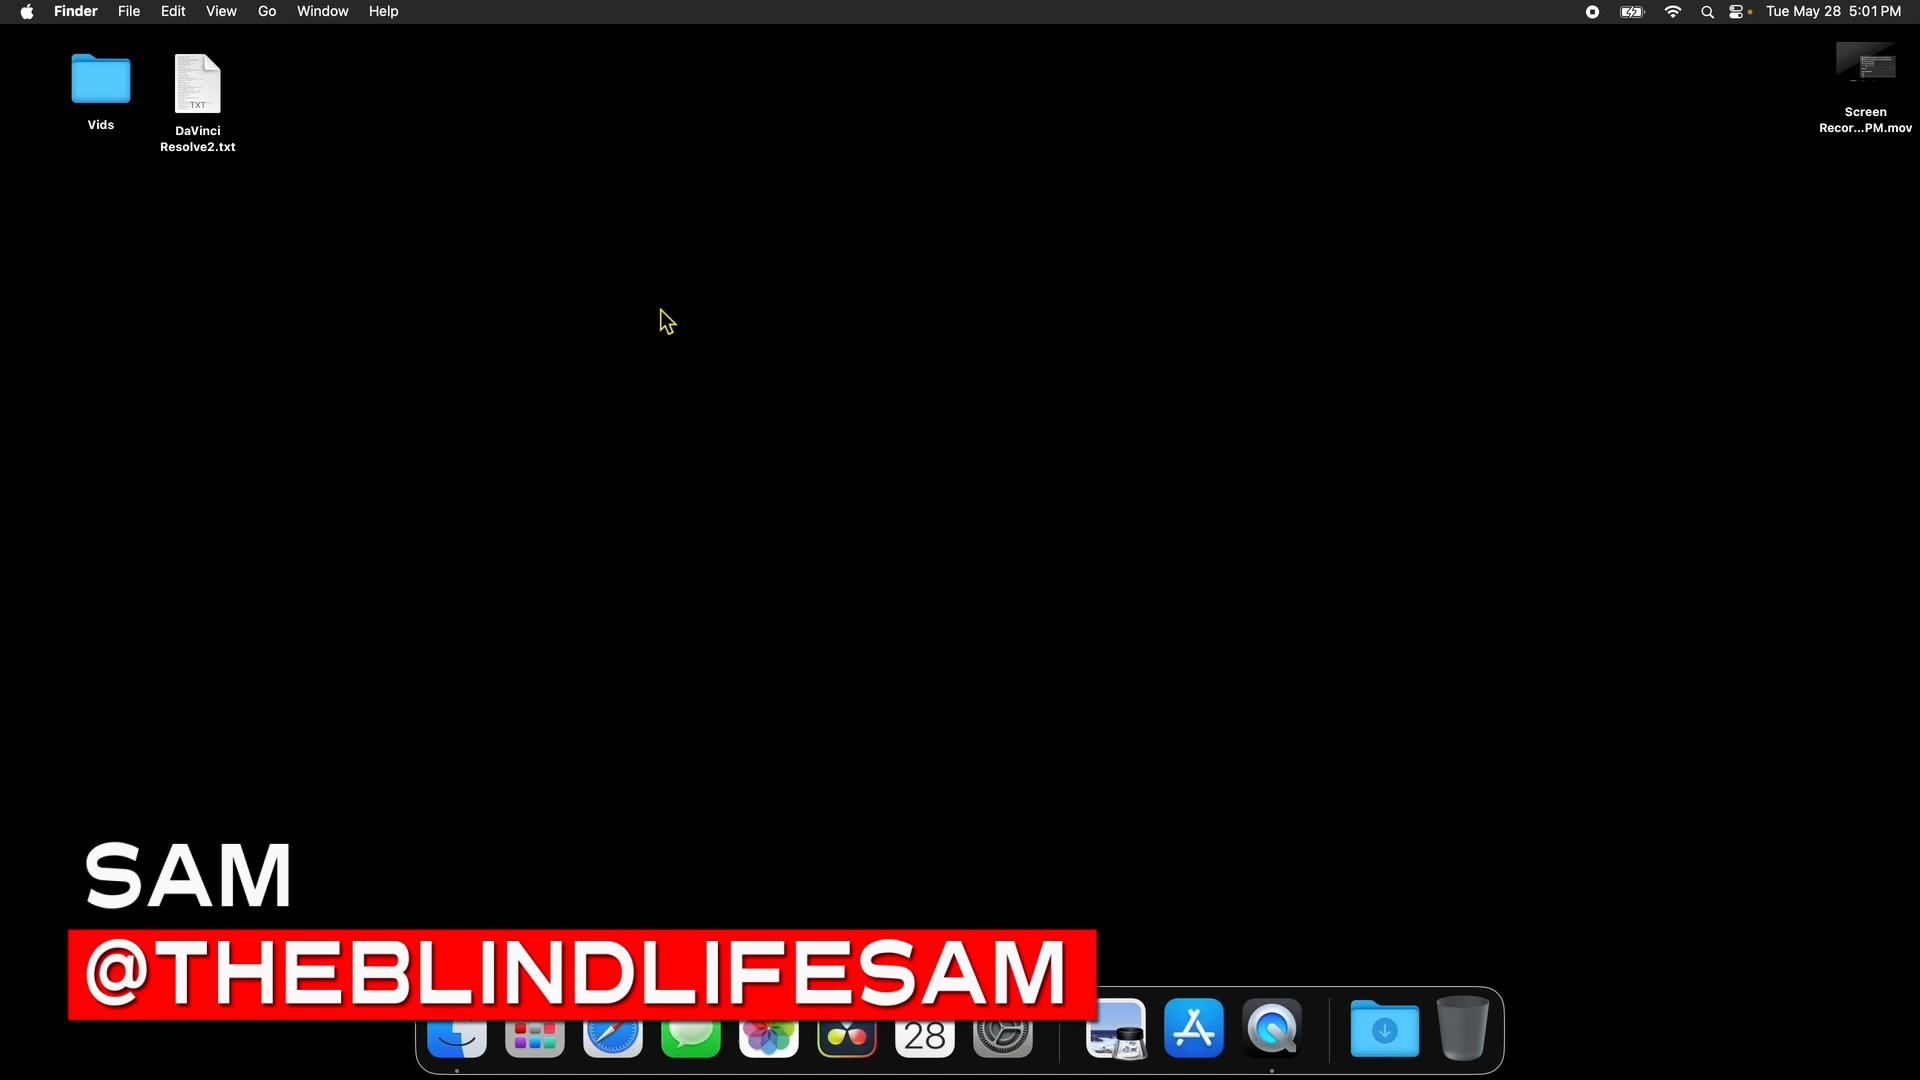 Finder File Edit View Go Window Help
Tue May 28 5:01 PM
Vids
TXT
DaVinci
Resolve2.txt
Screen
Recor...PM.mov
SAM
@THEBLINDLIFESAM
28